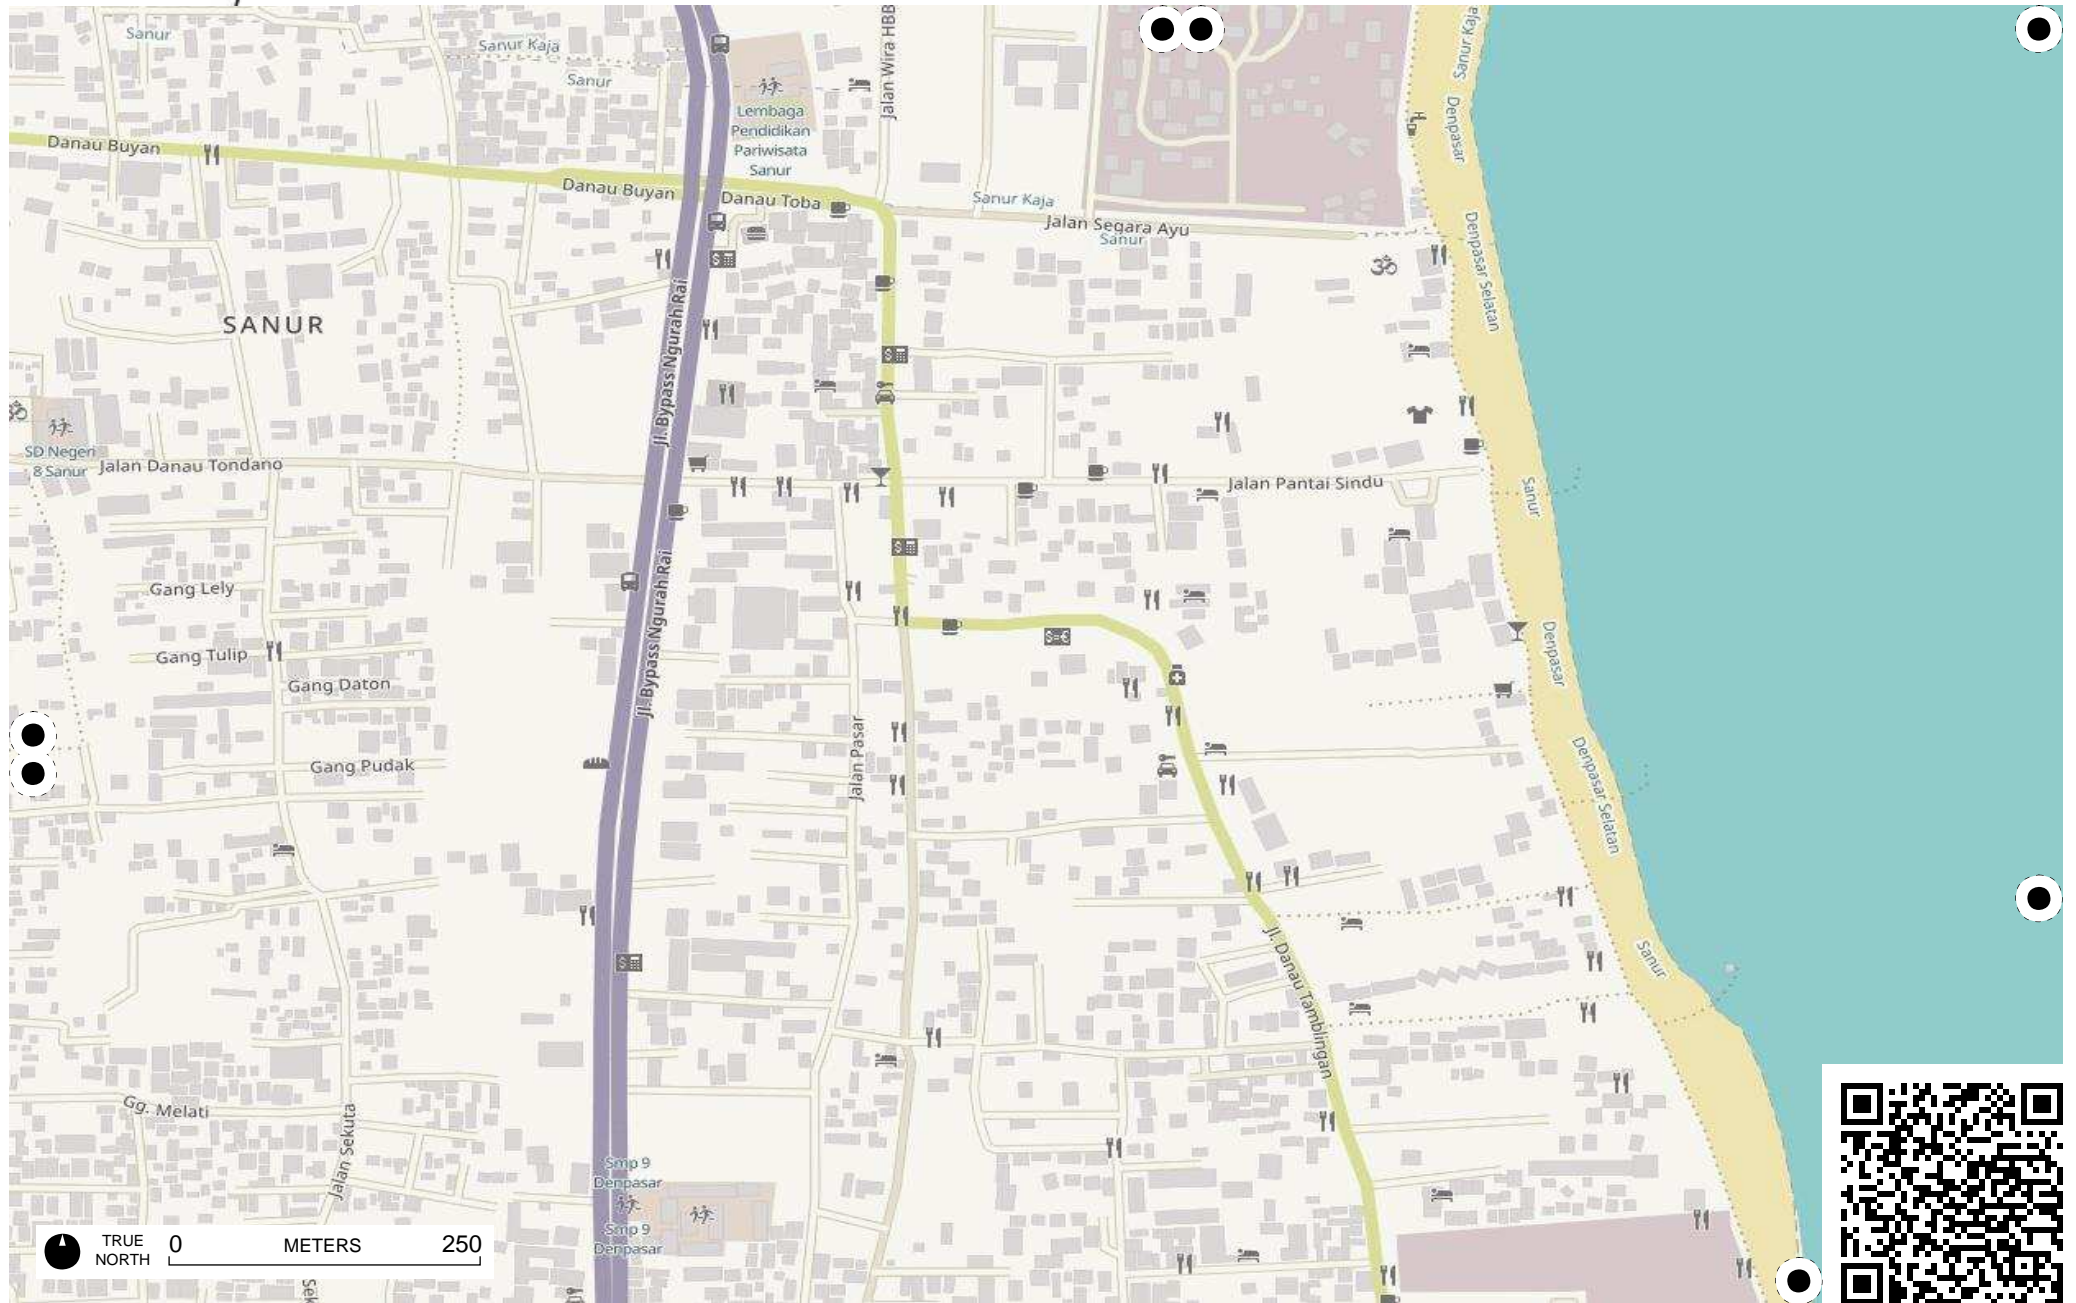 Sanur
Sanur Kaja
Sanur
Lembaga
Pendidikan
Pariwisata
Sanur
Jalan Wira HBB
Sanur Kaja
Denpasar
Denpasar Selatan
Danau Buyan
Danau Buyan
Danau Toba
Sanur Kaja
Jalan Segara Ayu
Sanur
SANUR
Jl. Bypass Ngurah Rai
SD Negeri
8 Sanur
Jalan Danau Tondano
Jalan Pantai Sindu
Sanur
Gang Lely
Jl. Bypass Ngurah Rai
Gang Tulip
Gang Daton
Denpasar
Gang Pudak
Jalan Pasar
Denpasar Selatan
Jl. Danau Tamblingan
Sanur
Gg. Melati
Jalan Sekuta
Smp 9
Denpasar
Smp 9
Denpasar
TRUE
NORTH
0 METERS 250